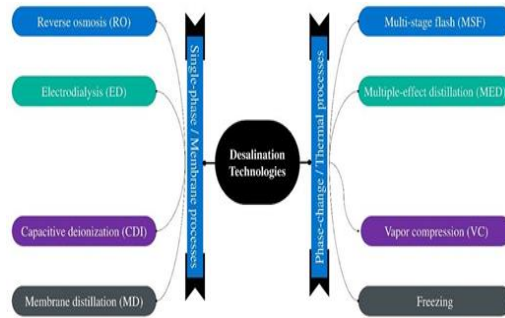 Reverse osmosis (RO)
Electrodialysis (ED)
Capacitive deionization (CDI)
Membrane distillation (MD)
Single-phase / Membrane processes
Desalination
Technologies
Phase-change / Thermal processes
Multi-stage flash (MSF)
Multiple-effect distillation (MED)
Vapor compression (VC)
Freezing